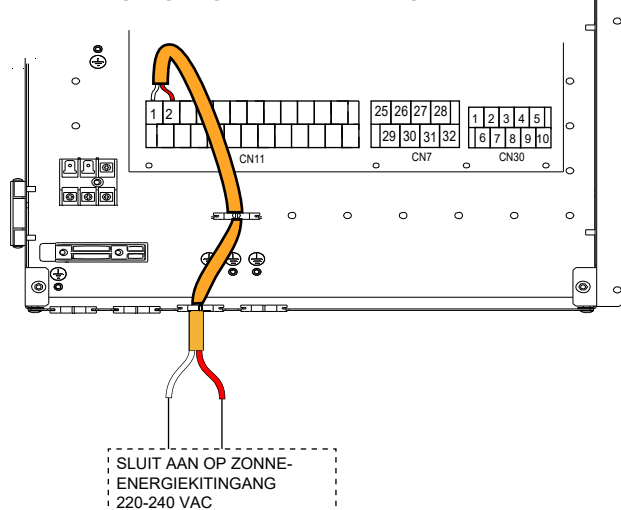 1 2
CN11
25 26 27 28
29 30 31 32
CN7
1 2 3 4 5
6 7 8 9 10
CN30
SLUIT AAN OP ZONNE-
ENERGIEKITINGANG
220-240 VAC